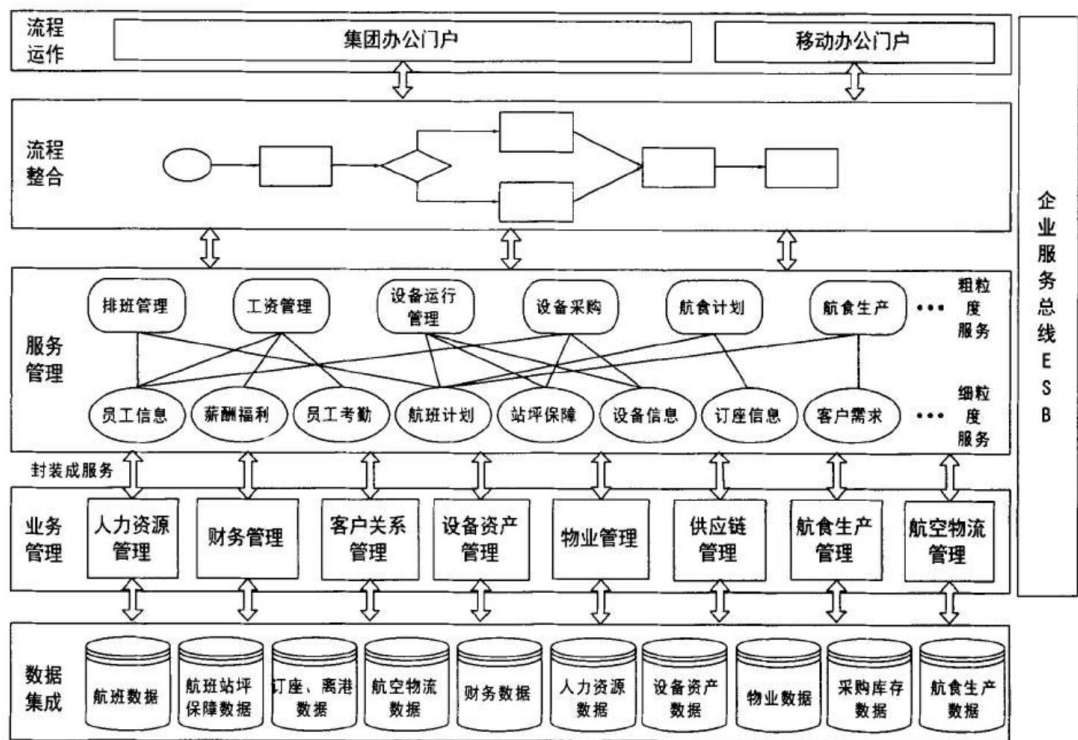 流程
运作
集团办公门户
移动办公门户
流程
整合
企
业
服
务
总
线
E
S
B
服务
管理
排班管理
工资管理
设备运行
管理
设备采购
航食计划
航食生产
•••
粗粒
度
服务
员工信息
薪酬福利
员工考勤
航班计划
站坪保障
设备信息
订座信息
客户需求
•••
细粒
度
服务
封装成服务
业务
管理
人力资源
管理
财务管理
客户关系
管理
设备资产
管理
物业管理
供应链
管理
航食生产
管理
航空物流
管理
数据
集成
航班数据
航班站坪
保障数据
订座、离港
数据
航空物流
数据
财务数据
人力资源
数据
设备资产
数据
物业数据
采购库存
数据
航食生产
数据